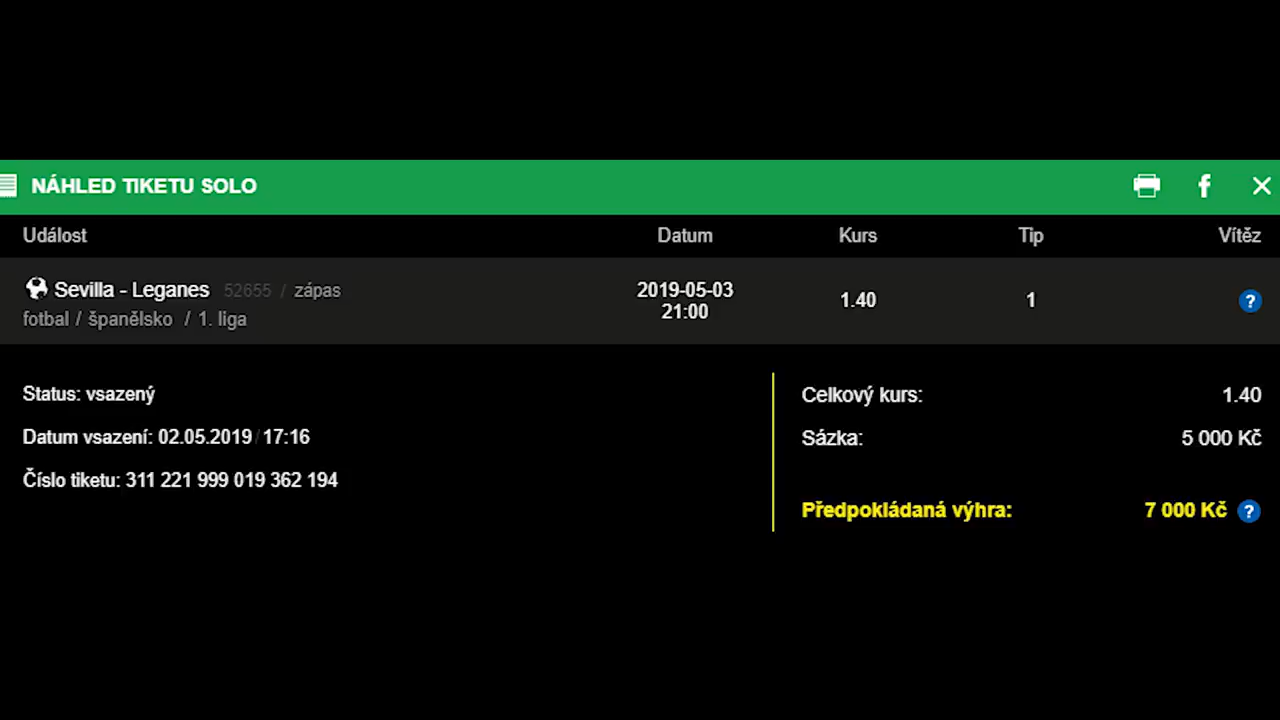 NÁHLED TIKETU SOLO
Událost Datum Kurs Tip Vítěz
Sevilla - Leganes 52655 / zápas
fotbal / španělsko / 1. liga
2019-05-03
21:00
1.40 1 ?
Status: vsazený
Datum vsazení: 02.05.2019 / 17:16
Číslo tiketu: 311 221 999 019 362 194
Celkový kurs: 1.40
Sázka: 5 000 Kč
Předpokládaná výhra: 7 000 Kč ?